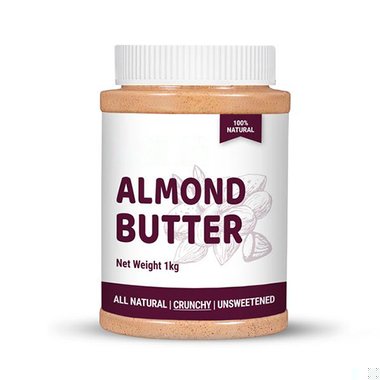 100%
NATURAL
ALMOND
BUTTER
Net Weight 1kg
ALL NATURAL | CRUNCHY | UNSWEETENED